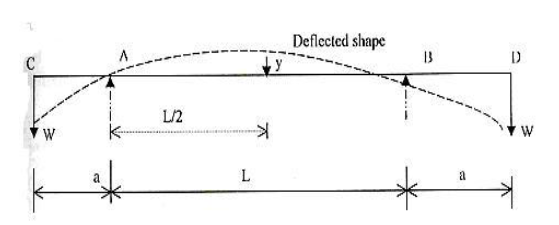 Deflected shape
C A B D
y
L/2
W W
a L a